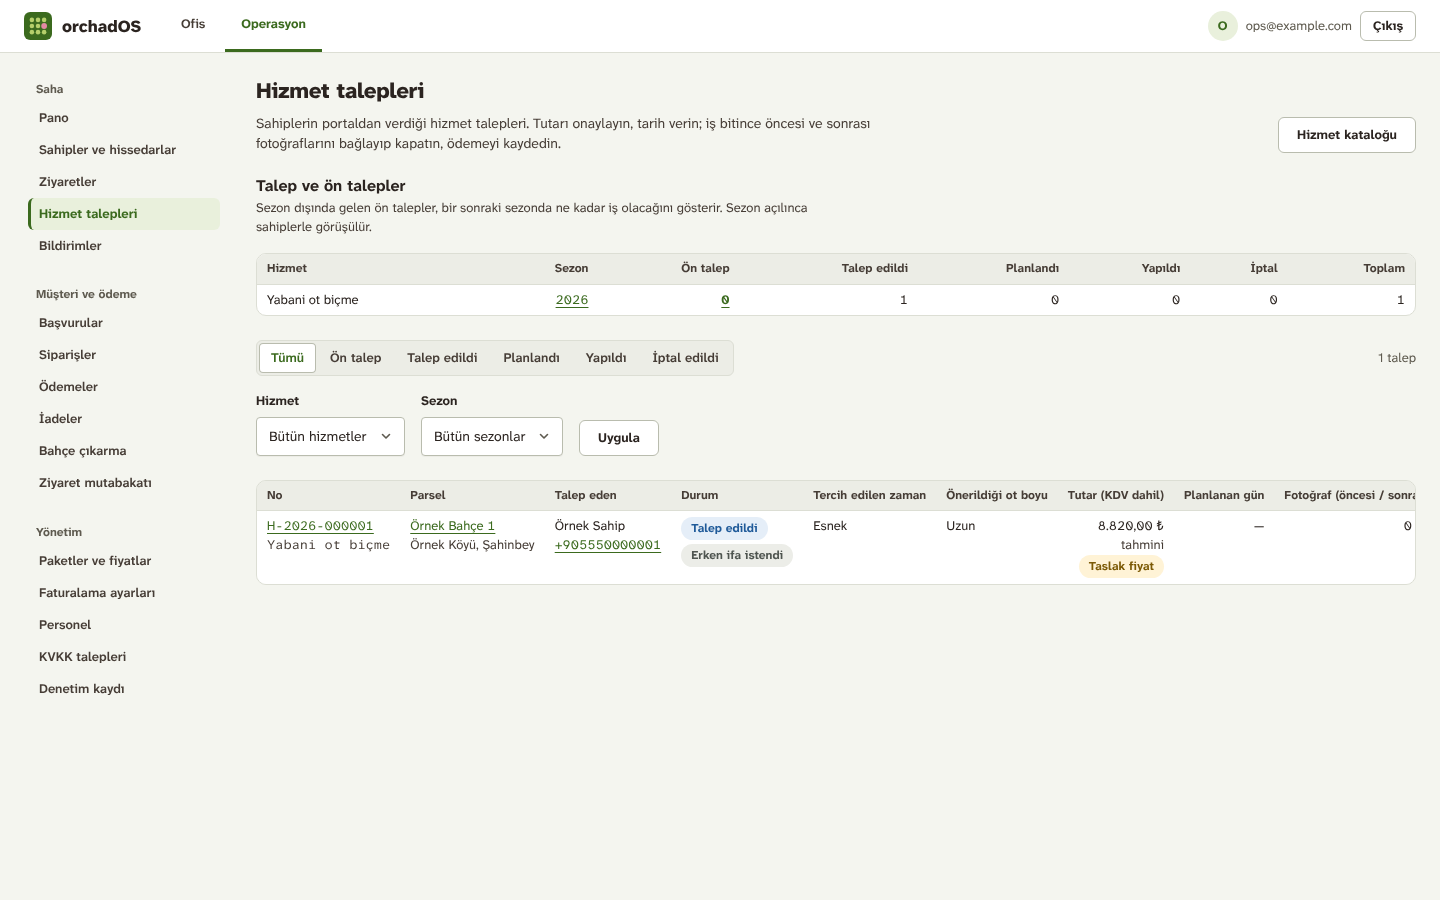 orchadOS
Ofis
Operasyon
O
ops@example.com
Çıkış
Saha
Pano
Sahipler ve hissedarlar
Ziyaretler
Hizmet talepleri
Bildirimler
Müşteri ve ödeme
Başvurular
Siparişler
Ödemeler
İadeler
Bahçe çıkarma
Ziyaret mutabakatı
Yönetim
Paketler ve fiyatlar
Faturalama ayarları
Personel
KVKK talepleri
Denetim kaydı
Hizmet talepleri
Sahiplerin portaldan verdiği hizmet talepleri. Tutarı onaylayın, tarih verin; iş bitince öncesi ve sonrası
fotoğraflarını bağlayıp kapatın, ödemeyi kaydedin.
Hizmet kataloğu
Talep ve ön talepler
Sezon dışında gelen ön talepler, bir sonraki sezonda ne kadar iş olacağını gösterir. Sezon açılınca
sahiplerle görüşülür.
Hizmet Sezon Ön talep Talep edildi Planlandı Yapıldı İptal Toplam
Yabani ot biçme 2026 0 1 0 0 0 1
Tümü Ön talep Talep edildi Planlandı Yapıldı İptal edildi
1 talep
Hizmet Sezon
Bütün hizmetler Bütün sezonlar Uygula
No Parsel Talep eden Durum Tercih edilen zaman Önerildiği ot boyu Tutar (KDV dahil) Planlanan gün Fotoğraf (öncesi / sonra
H-2026-000001 Örnek Bahçe 1 Örnek Sahip Talep edildi Esnek Uzun 8.820,00 ₺ — 0
Yabani ot biçme Örnek Köyü, Şahinbey +905550000001 Erken ifa istendi tahmini
Taslak fiyat